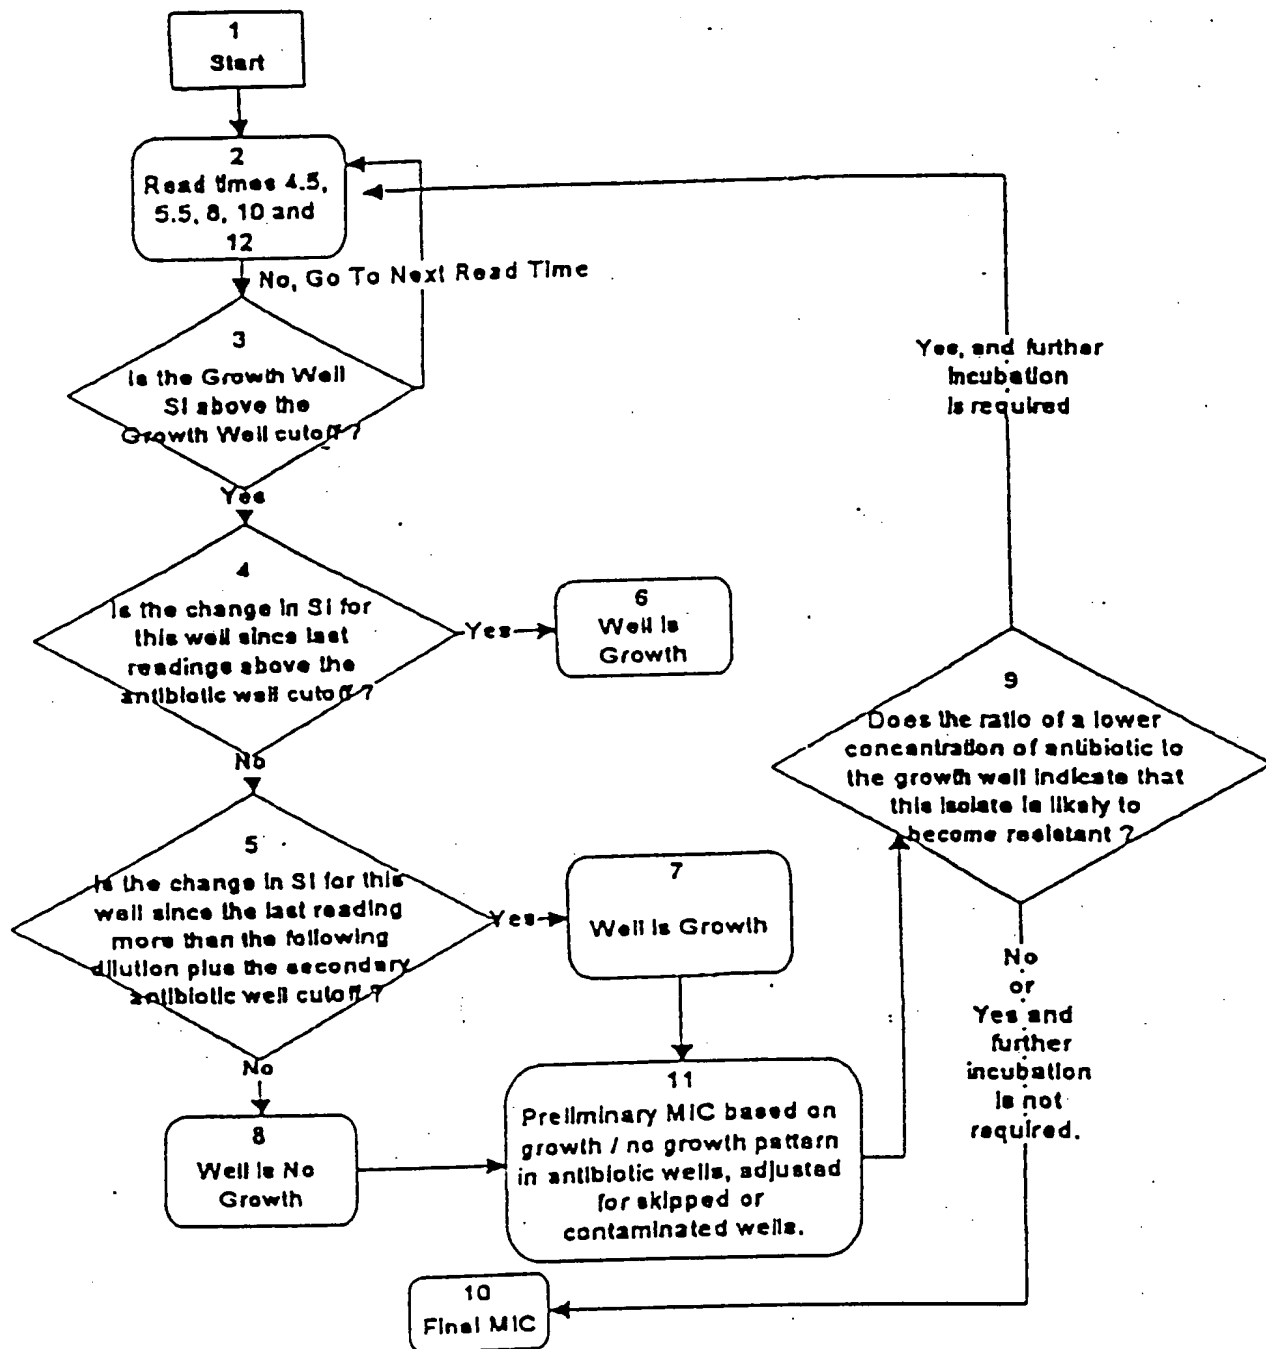 1
Start
2
Read times 4.5,
5.5, 8, 10 and
12
No, Go To Next Read Time
3
Is the Growth Well
SI above the
Growth Well cutoff ?
Yes
4
Is the change in SI for
this well since last
readings above the
antibiotic well cutoff ?
Yes
6
Well is
Growth
No
5
Is the change in SI for this
well since the last reading
more than the following
dilution plus the secondary
antibiotic well cutoff ?
Yes
7
Well is Growth
No
8
Well is No
Growth
11
Preliminary MIC based on
growth / no growth pattern
in antibiotic wells, adjusted
for skipped or
contaminated wells.
Yes, and further
incubation
is required
9
Does the ratio of a lower
concentration of antibiotic to
the growth well indicate that
this isolate is likely to
become resistant ?
No
or
Yes and
further
incubation
is not
required.
10
Final MIC